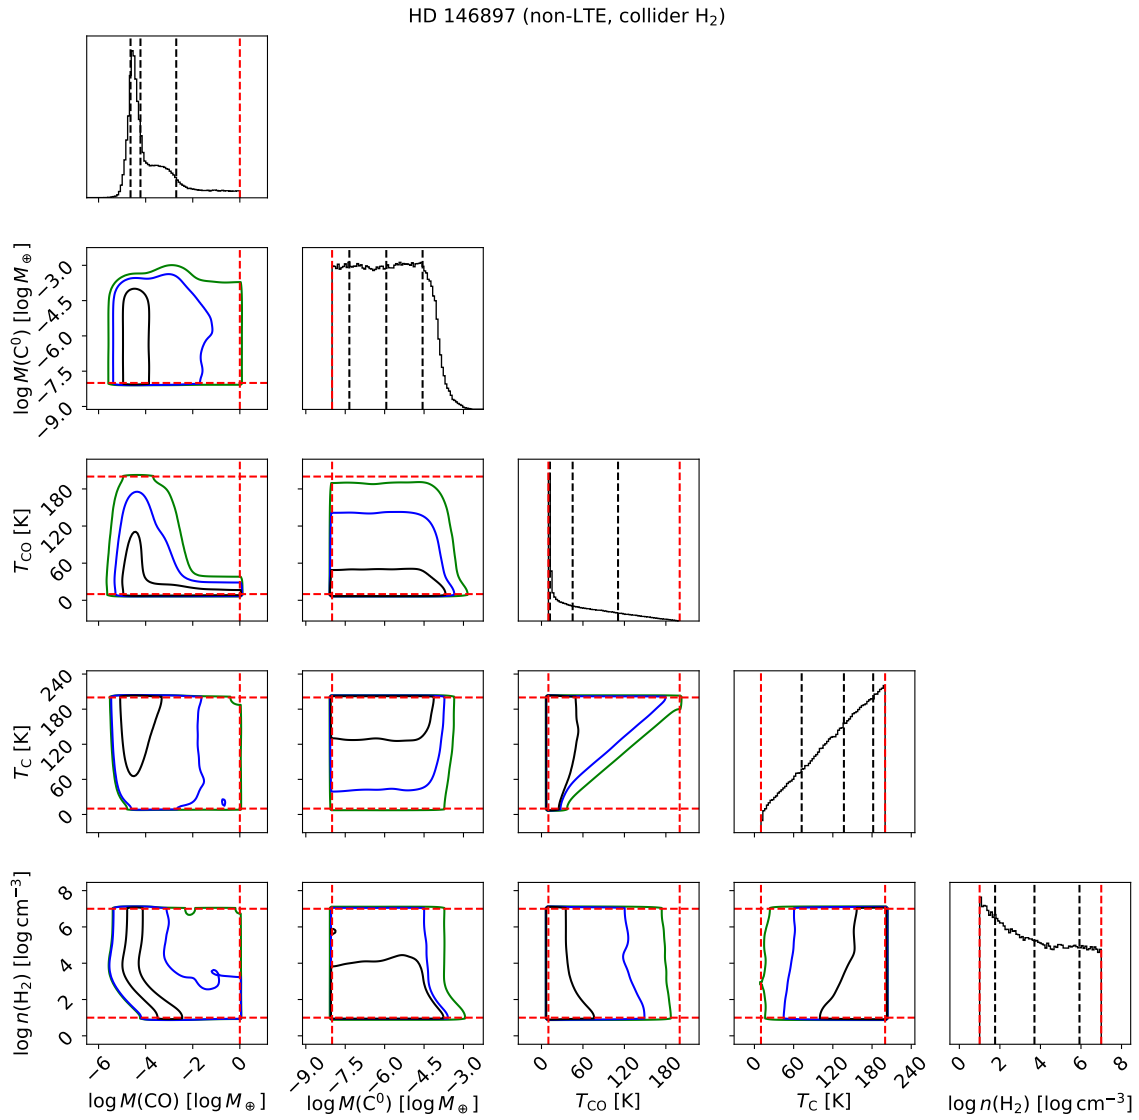 HD 146897 (non-LTE, collider H₂)
log M(C⁰) [log M⊕]
−3.0
−4.5
−6.0
−7.5
−9.0
T_CO [K]
180
120
60
0
T_C [K]
240
180
120
60
0
log n(H₂) [log cm⁻³]
8
6
4
2
0
−6 −4 −2 0
−9.0 −7.5 −6.0 −4.5 −3.0
0 60 120 180
0 60 120 180 240
0 2 4 6 8
log M(CO) [log M⊕] log M(C⁰) [log M⊕] T_CO [K] T_C [K] log n(H₂) [log cm⁻³]